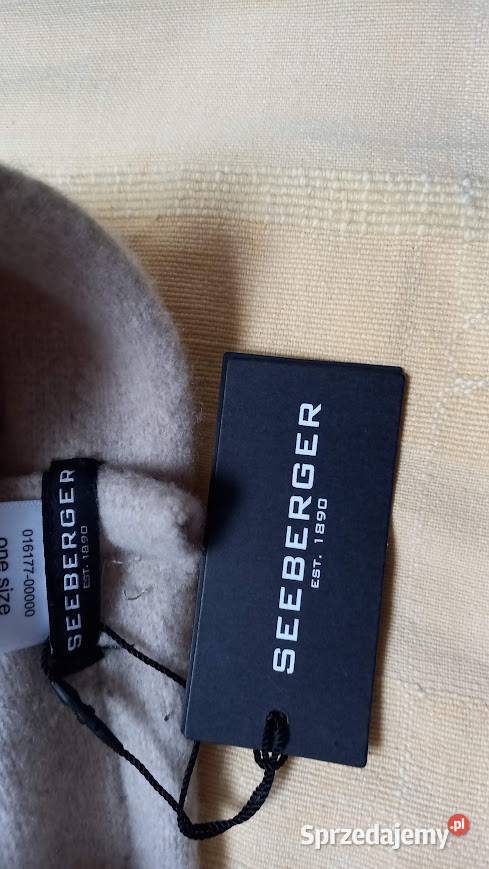 SEEBERGER
EST. 1890
016177-00000
one size
SEEBERGER
EST. 1890
Sprzedajemy.pl